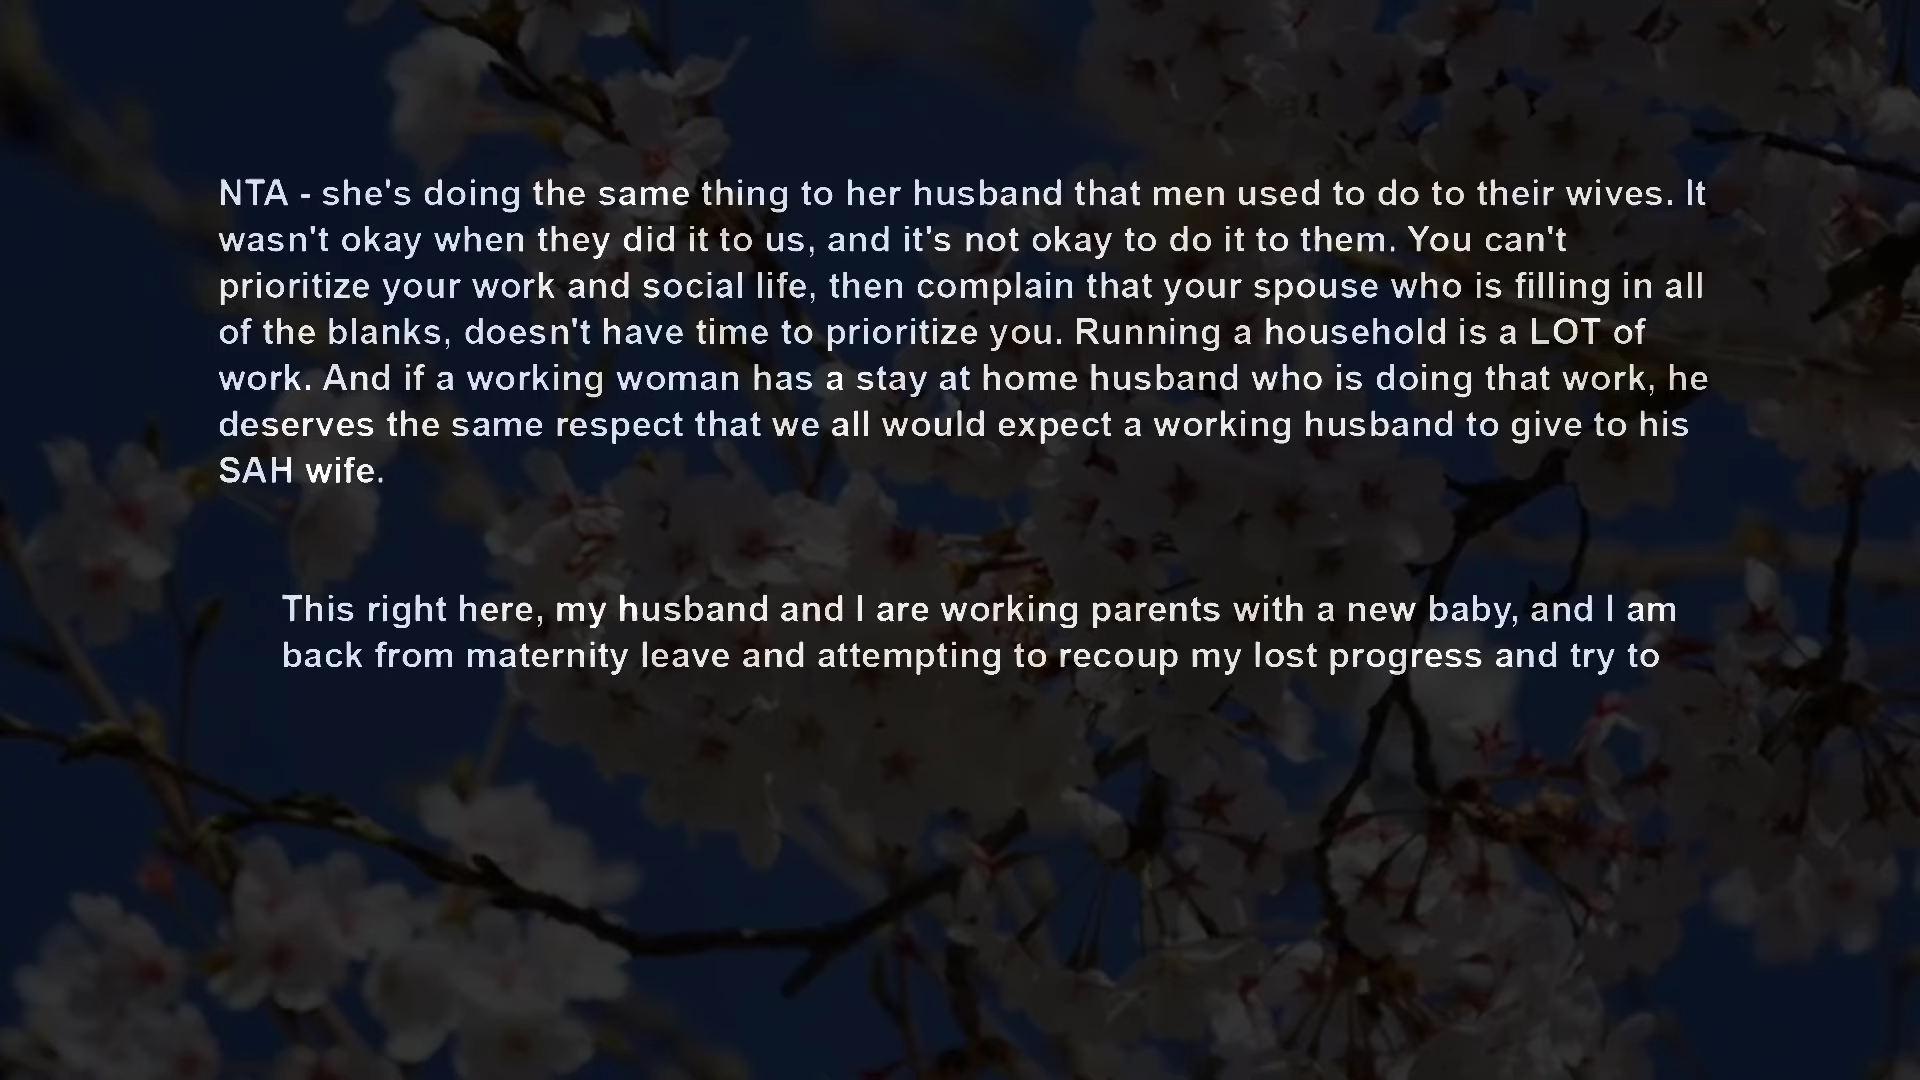 NTA - she's doing the same thing to her husband that men used to do to their wives. It
wasn't okay when they did it to us, and it's not okay to do it to them. You can't
prioritize your work and social life, then complain that your spouse who is filling in all
of the blanks, doesn't have time to prioritize you. Running a household is a LOT of
work. And if a working woman has a stay at home husband who is doing that work, he
deserves the same respect that we all would expect a working husband to give to his
SAH wife.
This right here, my husband and I are working parents with a new baby, and I am
back from maternity leave and attempting to recoup my lost progress and try to